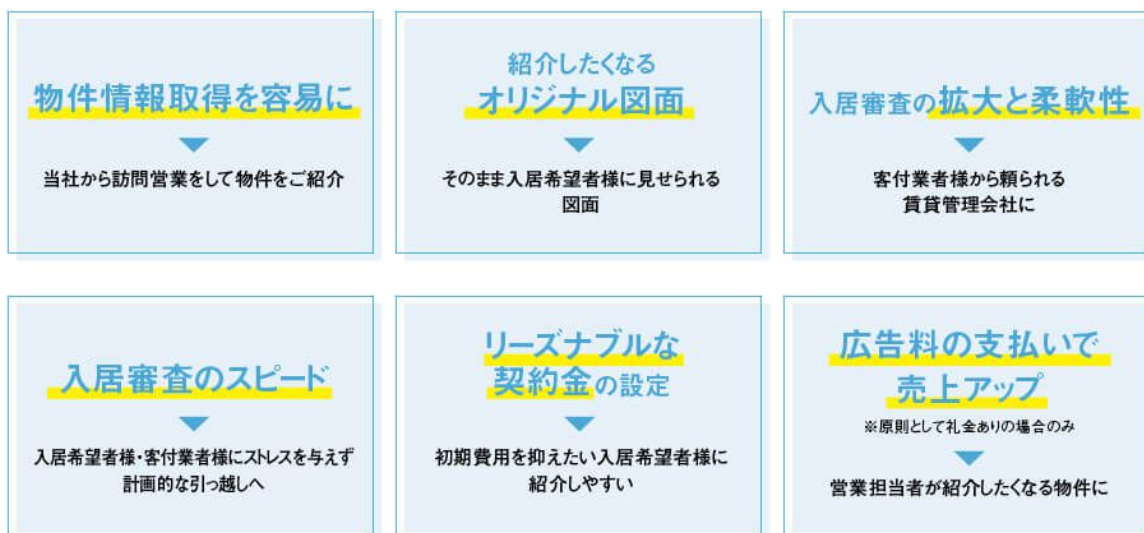 物件情報取得を容易に
当社から訪問営業をして物件をご紹介
紹介したくなる
オリジナル図面
そのまま入居希望者様に見せられる
図面
入居審査の拡大と柔軟性
客付業者様から頼られる
賃貸管理会社に
入居審査のスピード
入居希望者様・客付業者様にストレスを与えず
計画的な引っ越しへ
リーズナブルな
契約金の設定
初期費用を抑えたい入居希望者様に
紹介しやすい
広告料の支払いで
売上アップ
※原則として礼金ありの場合のみ
営業担当者が紹介したくなる物件に